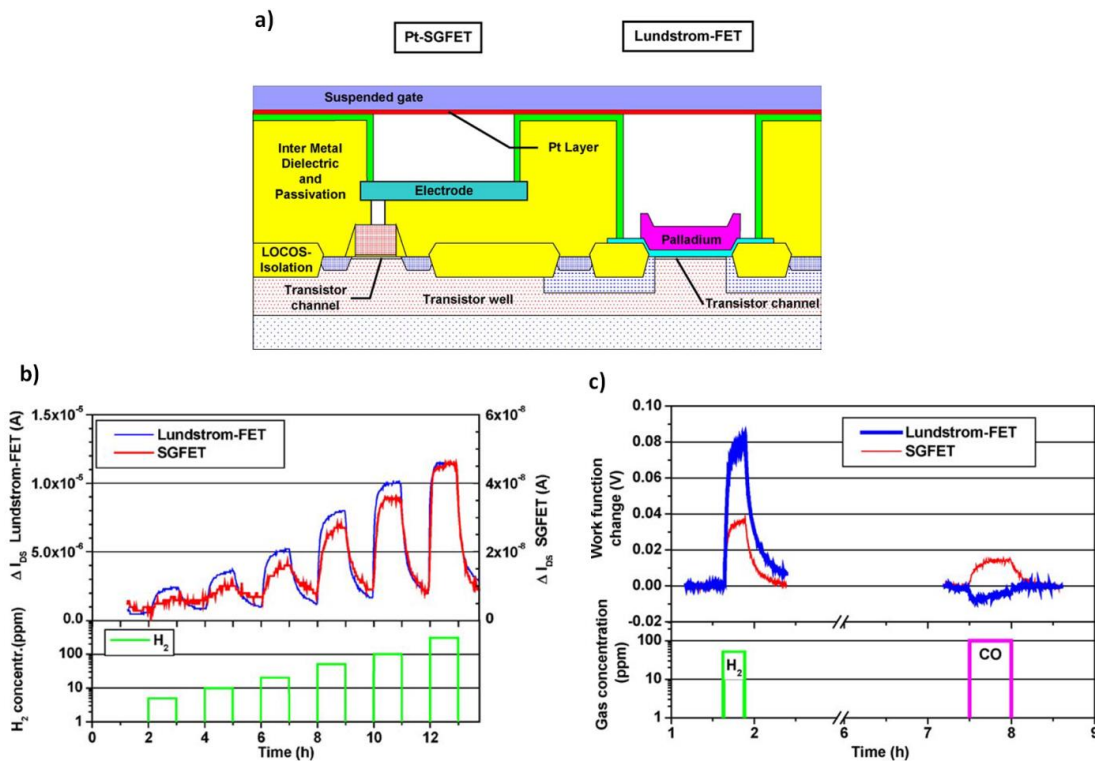 a)
Pt-SGFET
Lundstrom-FET
Suspended gate
Inter Metal
Dielectric
and
Passivation
Pt Layer
Electrode
Palladium
LOCOS-
Isolation
Transistor
channel
Transistor well
Transistor channel
b)
Δ I_DS Lundstrom-FET (A)
1.5x10⁻⁵
1.0x10⁻⁵
5.0x10⁻⁶
0.0
Lundstrom-FET
SGFET
6x10⁻⁸
4x10⁻⁸
2x10⁻⁸
0
Δ I_DS SGFET (A)
H₂ concentr.(ppm)
100
10
1
H₂
0 2 4 6 8 10 12
Time (h)
c)
Work function
change (V)
0.10
0.08
0.06
0.04
0.02
0.00
-0.02
Lundstrom-FET
SGFET
Gas concentration
(ppm)
100
10
1
H₂
CO
1 2 6 7 8 9
Time (h)